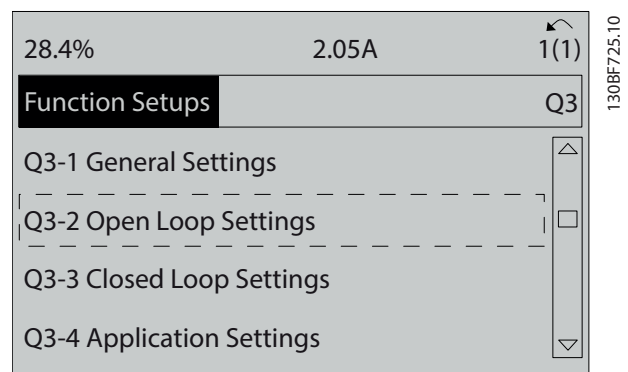 28.4% 2.05A 1(1)
Function Setups Q3
Q3-1 General Settings
Q3-2 Open Loop Settings
Q3-3 Closed Loop Settings
Q3-4 Application Settings
130BF725.10